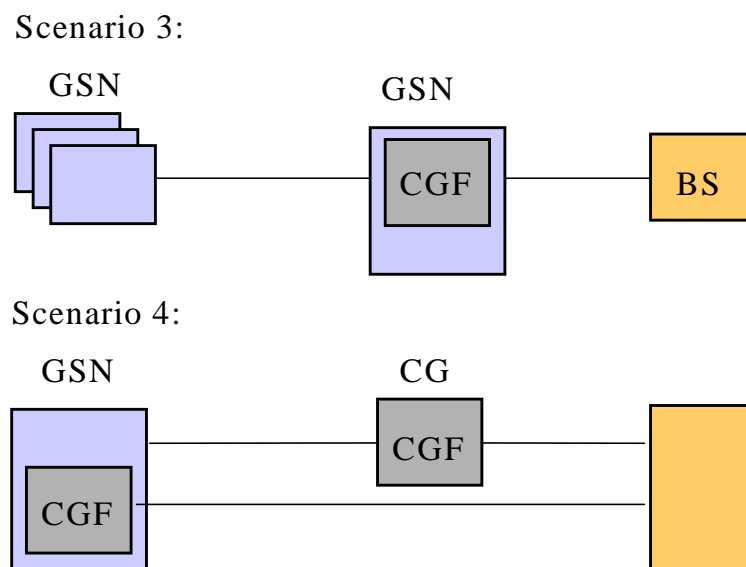 Scenario 3:
GSN
GSN
CGF
BS
Scenario 4:
GSN
CG
CGF
CGF